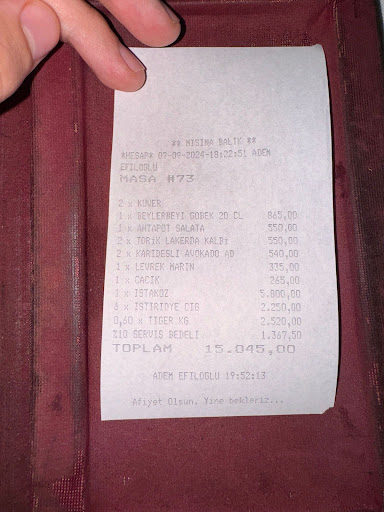 ** MISINA BALIK **
*HESAP* 07-09-2024-18:22:51 ADEM
EFILOGLU
MASA H73
2 x KUVER
1 x BEYLERBEYI GOBEK 20 CL 865,00
1 x AHTAPOT SALATA 550,00
2 x TORiK LAKERDA KALBi 550,00
2 x KARIDESLI AVOKADO AD 540,00
1 x LEVREK MARIN 335,00
1 x CACIK 265,00
1 x ISTAKOZ 5.800,00
6 x ISTIRIDYE CIG 2.250,00
0,60 x TIGER KG 2.520,00
%10 SERVIS BEDELI 1.367,50
TOPLAM 15.045,00
ADEM EFILOGLU 19:52:13
Afiyet Olsun. Yine bekleriz...